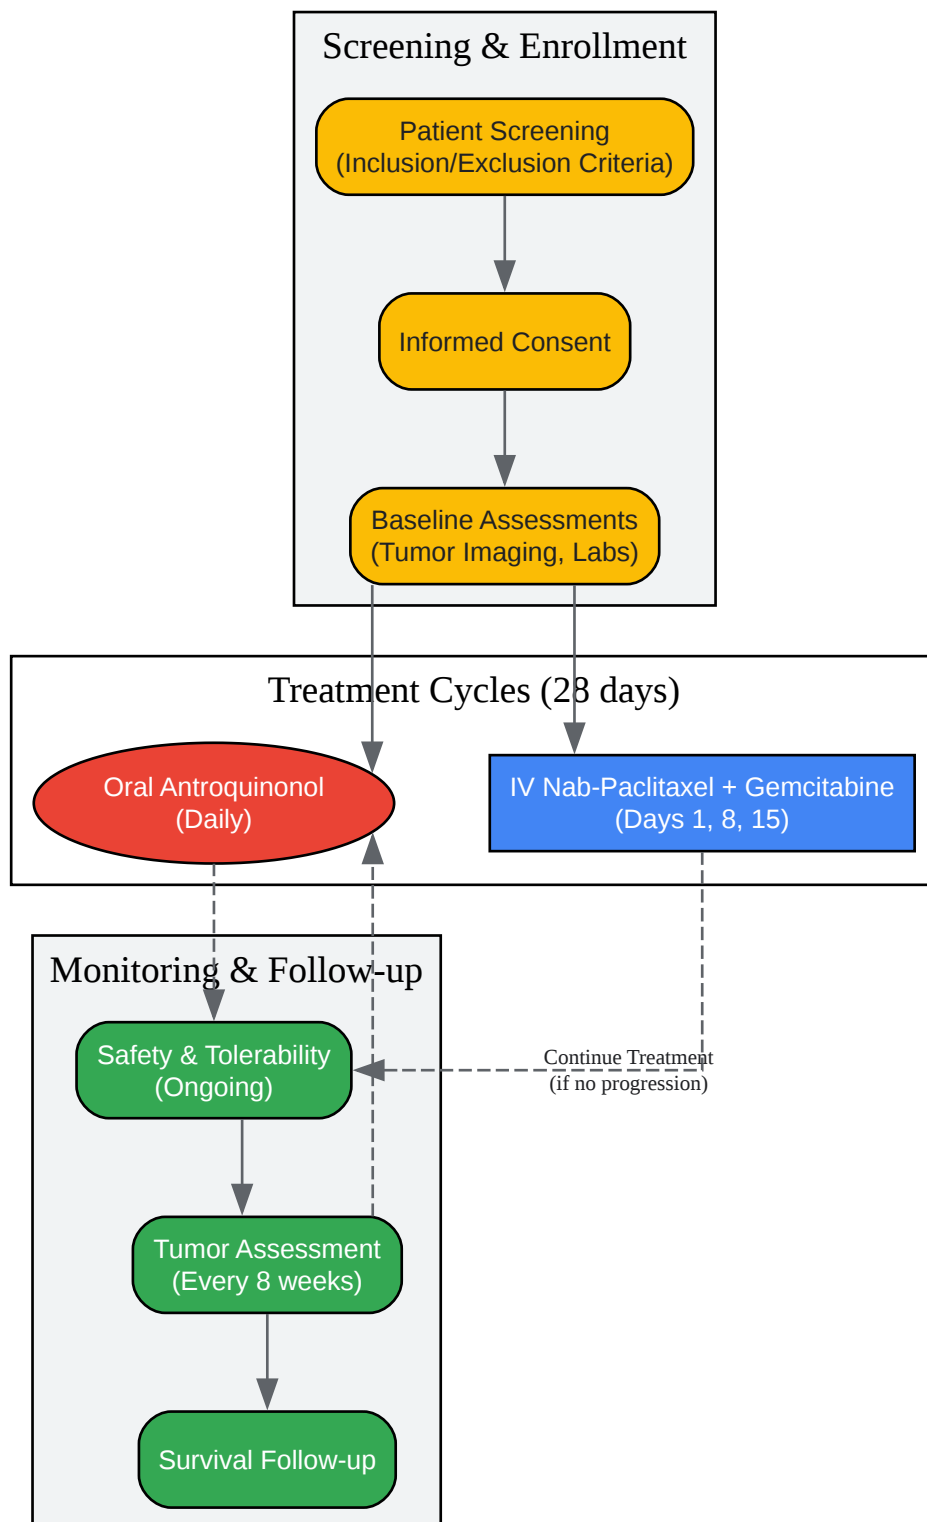 Screening & Enrollment
Patient Screening
(Inclusion/Exclusion Criteria)
Informed Consent
Baseline Assessments
(Tumor Imaging, Labs)
Treatment Cycles (28 days)
Oral Antroquinonol
(Daily)
IV Nab-Paclitaxel + Gemcitabine
(Days 1, 8, 15)
Monitoring & Follow-up
Safety & Tolerability
(Ongoing)
Continue Treatment
(if no progression)
Tumor Assessment
(Every 8 weeks)
Survival Follow-up